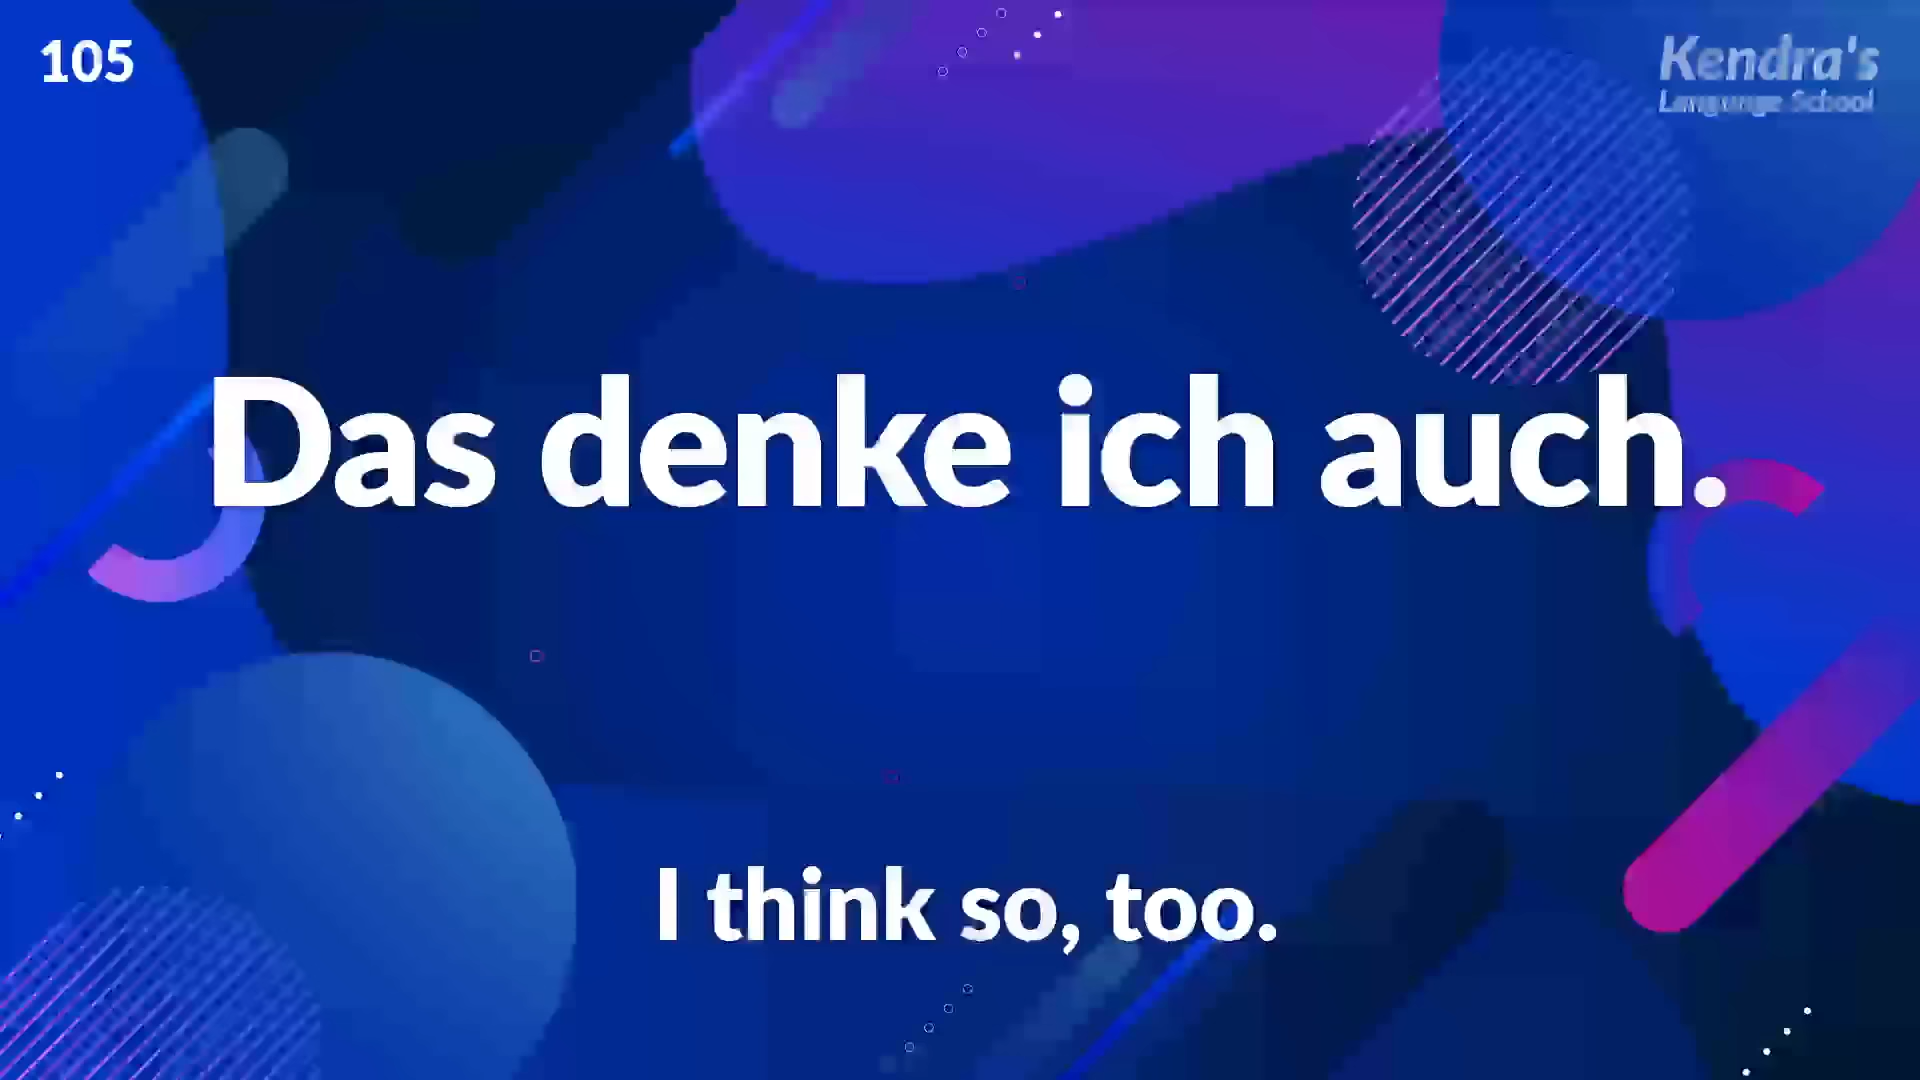 105
Kendra's
Language School
Das denke ich auch.
I think so, too.